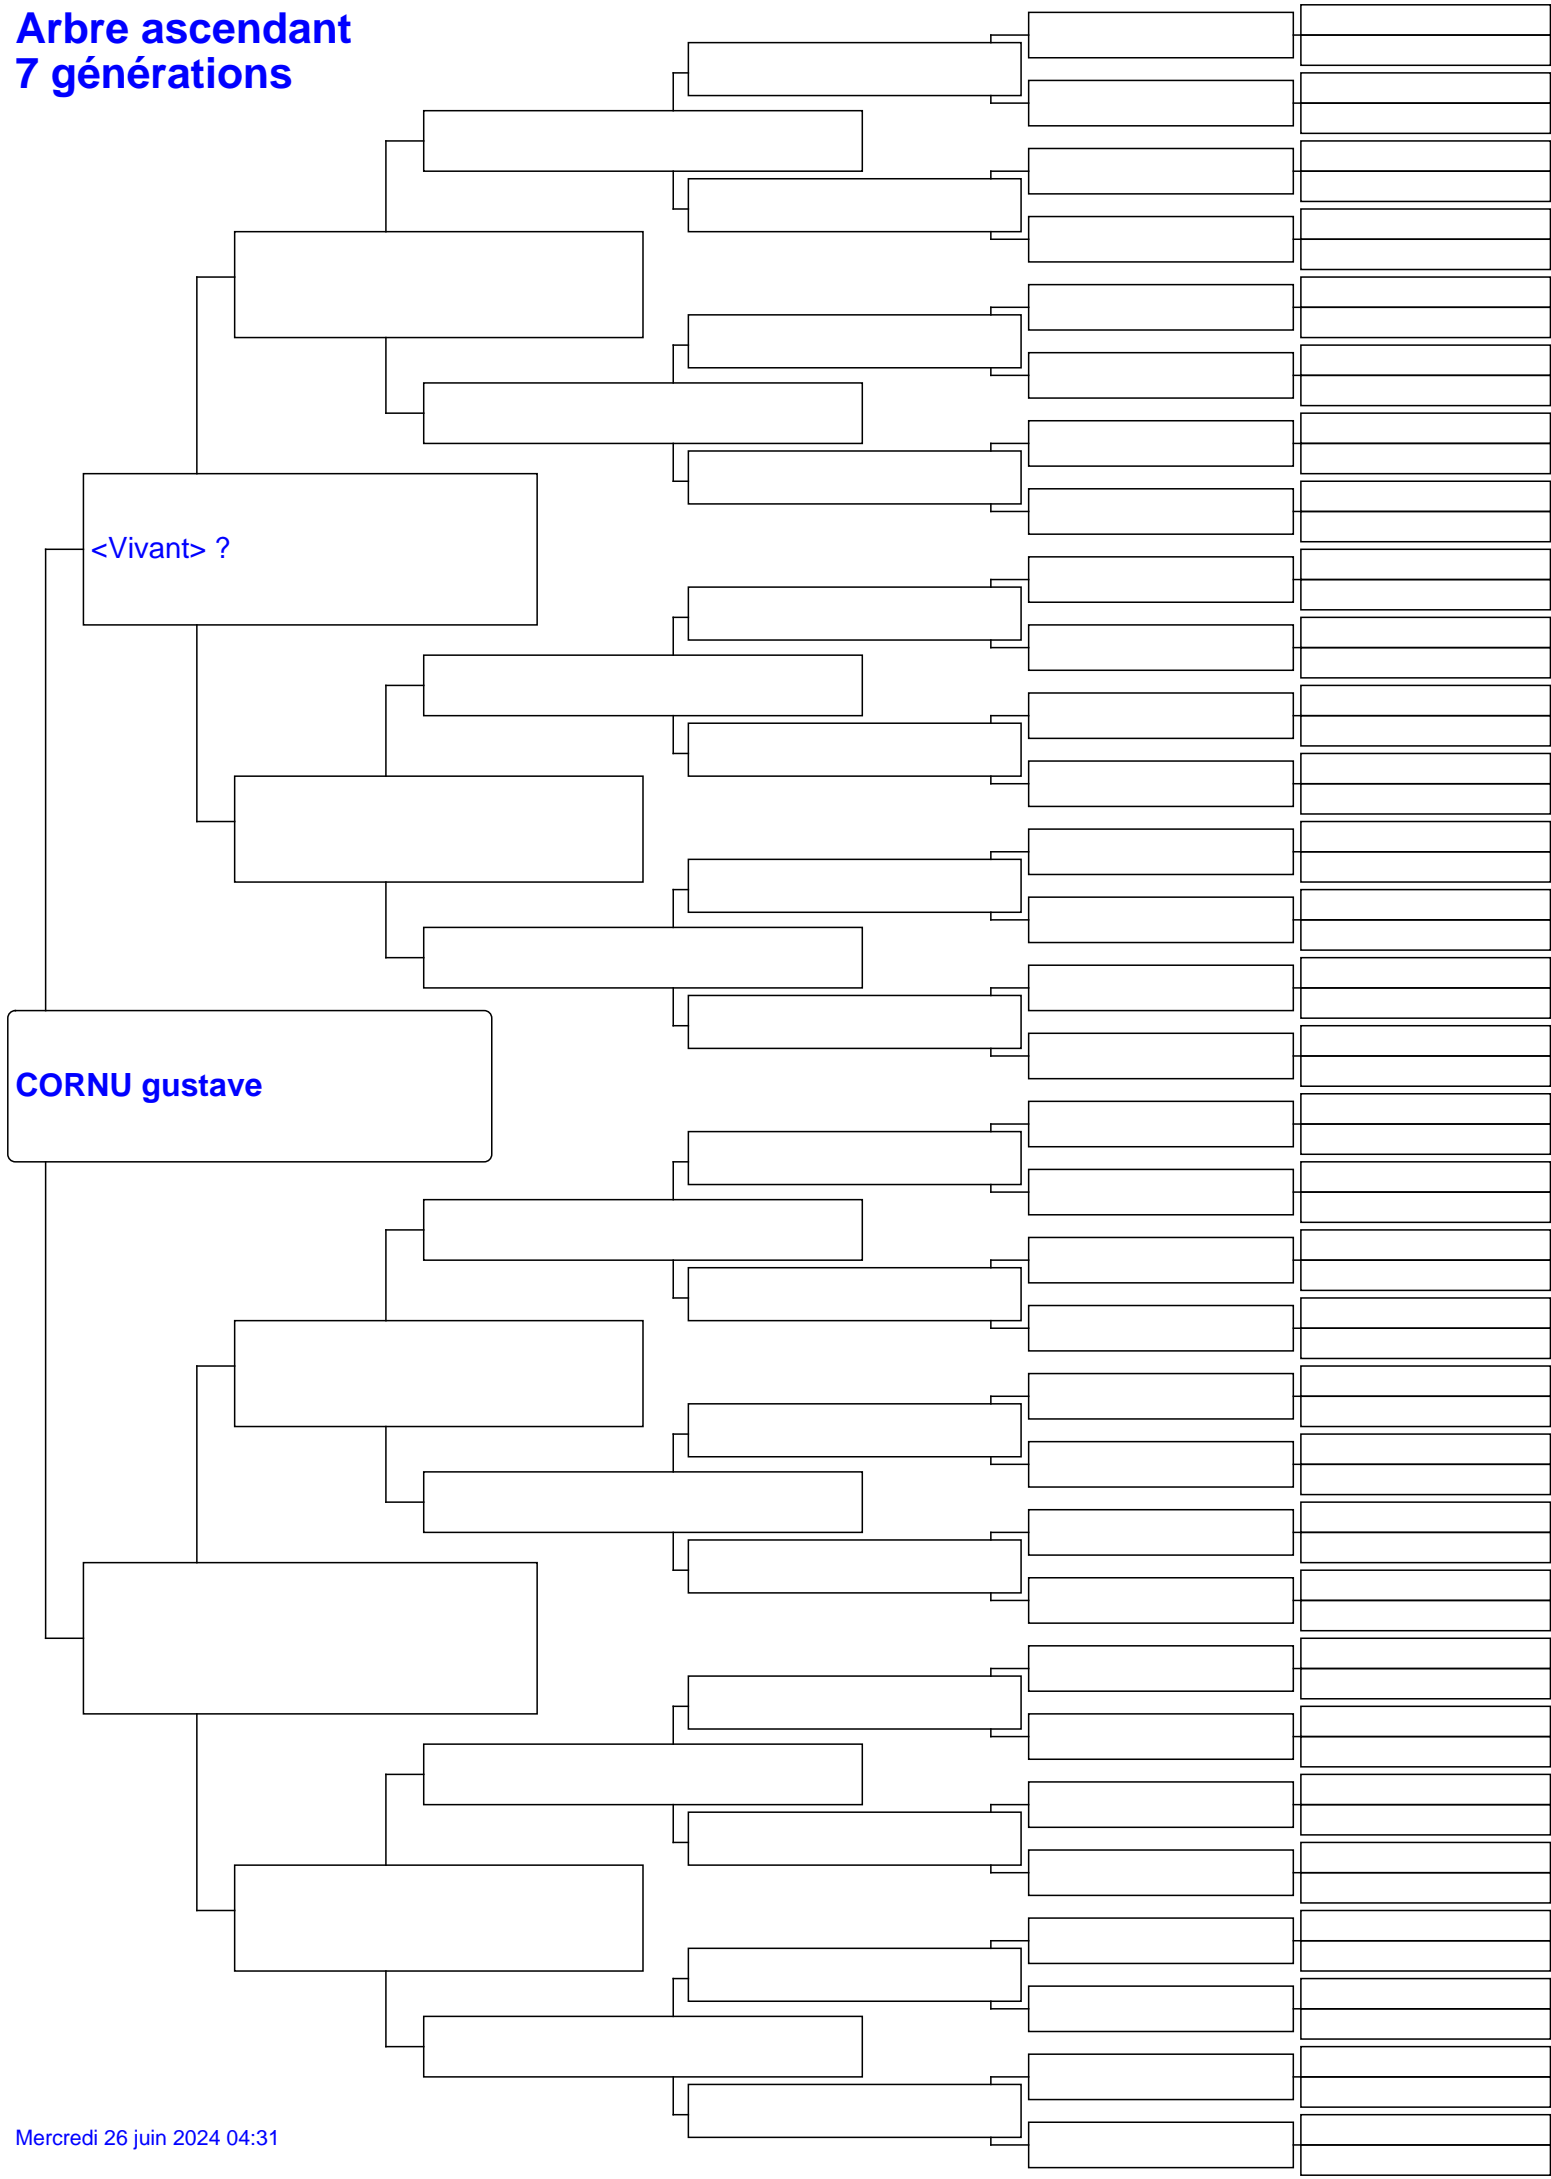 Arbre ascendant
7 générations
<Vivant> ?
CORNU gustave
Mercredi 26 juin 2024 04:31